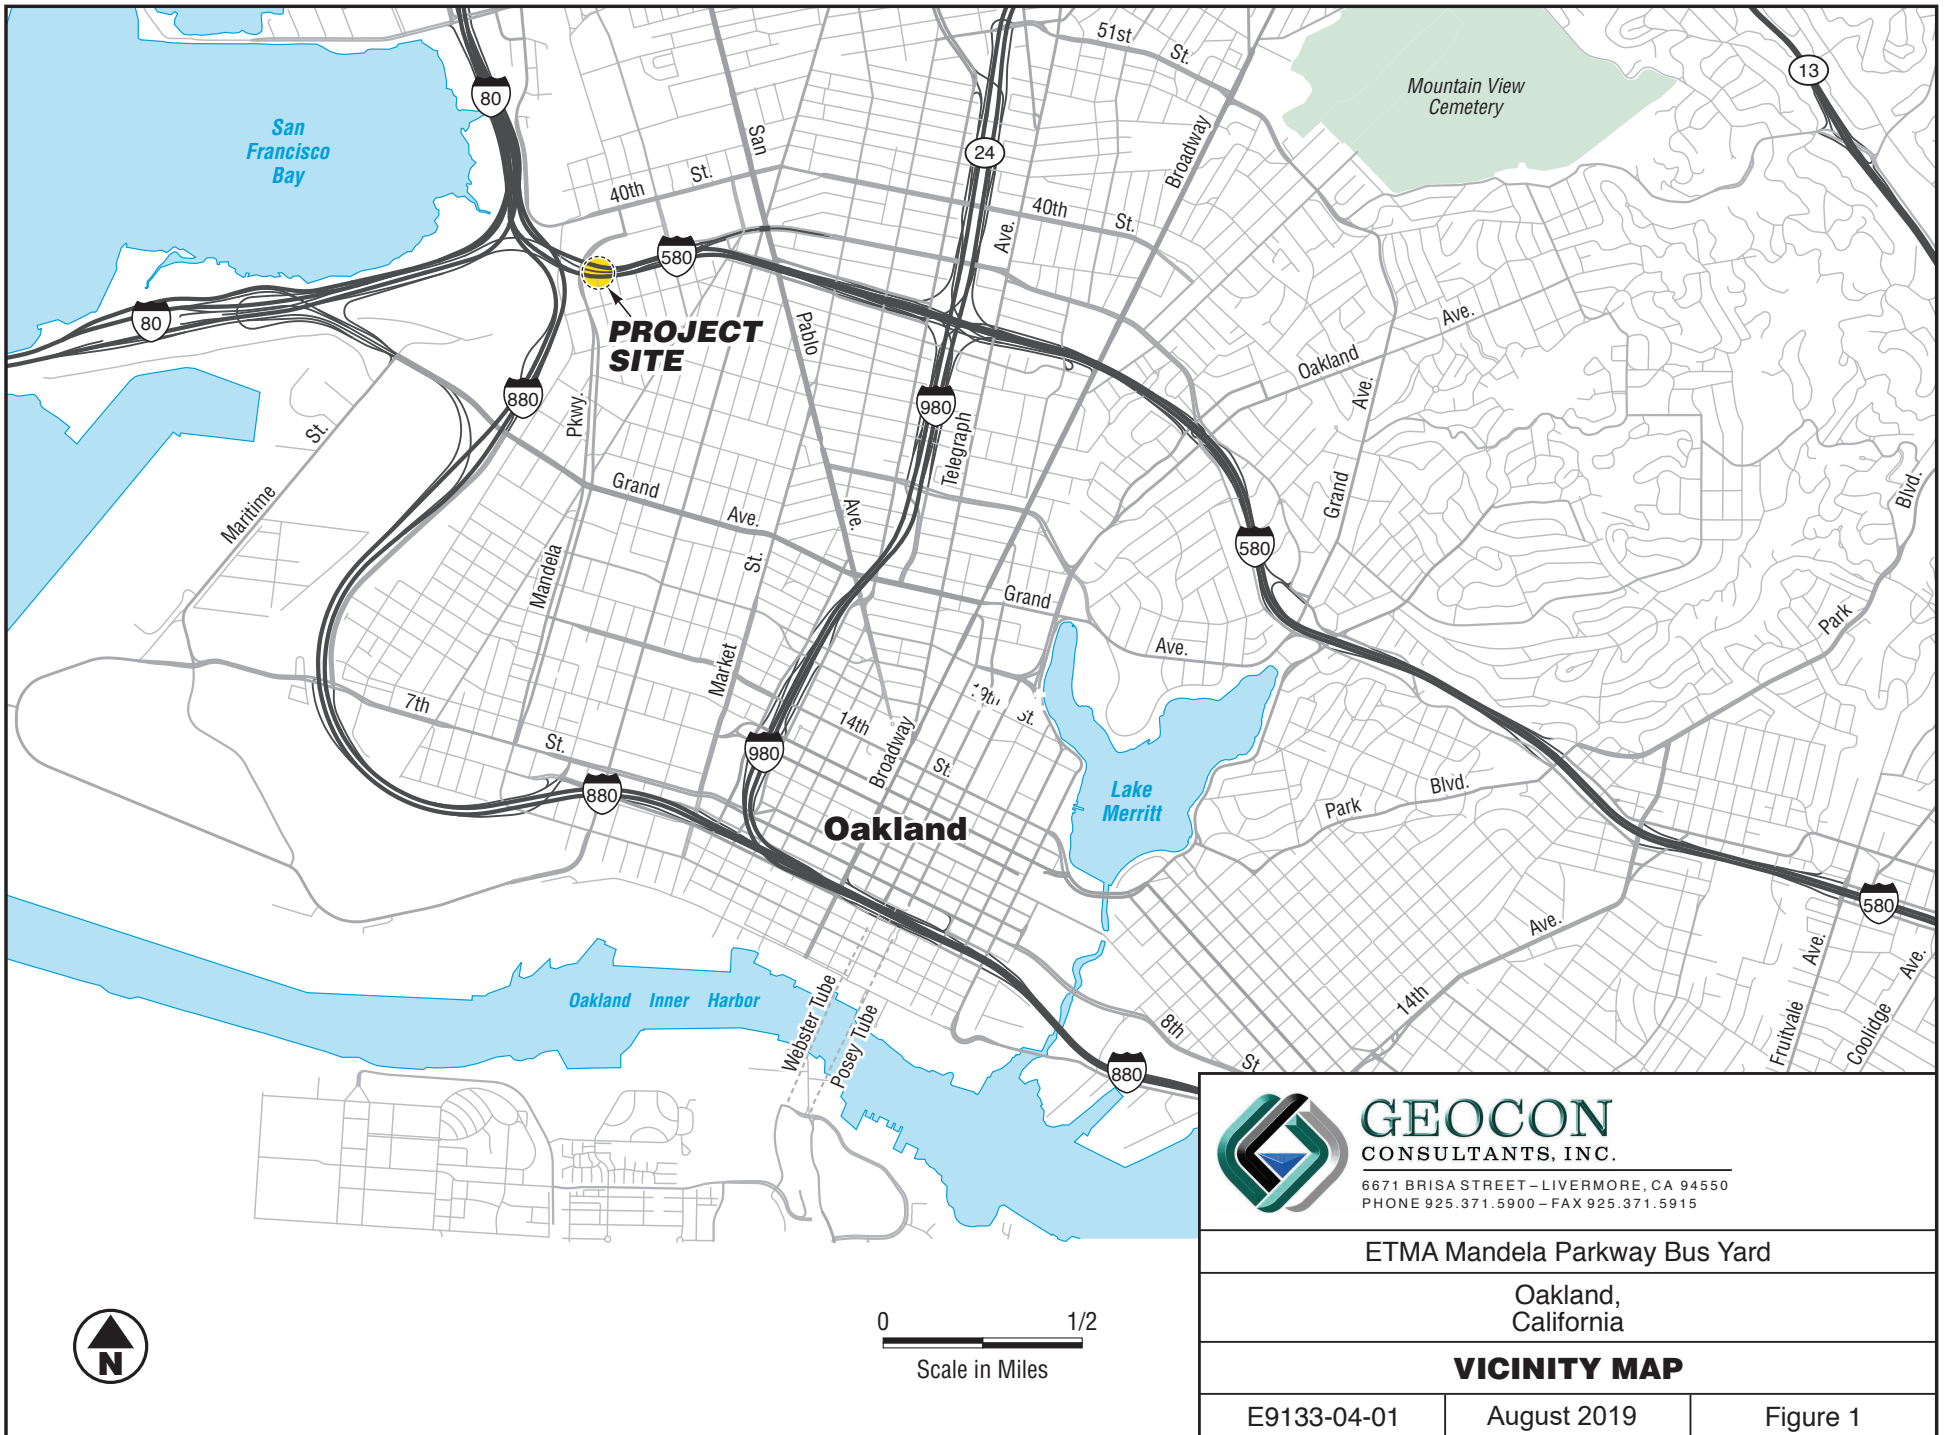 51st
St.
13
80
Mountain View
Cemetery
San
Francisco
Bay
San
24
Broadway
40th
St.
40th
St.
Ave.
580
80
PROJECT
SITE
Pablo
Ave.
Oakland
Ave.
880
980
Pkwy.
St.
Telegraph
Grand
Ave.
Grand
Blvd.
Maritime
Ave.
St.
580
Mandela
Grand
Ave.
Park
Market
7th
St.
14th
St.
St.
Broadway
980
880
Lake
Merritt
Park
Blvd.
Oakland
580
Ave.
Ave.
Ave.
14th
Oakland Inner Harbor
Webster Tube
Posey Tube
8th
St
880
Fruitvale
Coolidge
GEOCON
CONSULTANTS, INC.
6671 BRISA STREET – LIVERMORE, CA 94550
PHONE 925.371.5900 – FAX 925.371.5915
ETMA Mandela Parkway Bus Yard
Oakland,
California
VICINITY MAP
E9133-04-01 August 2019 Figure 1
0 1/2
Scale in Miles
N